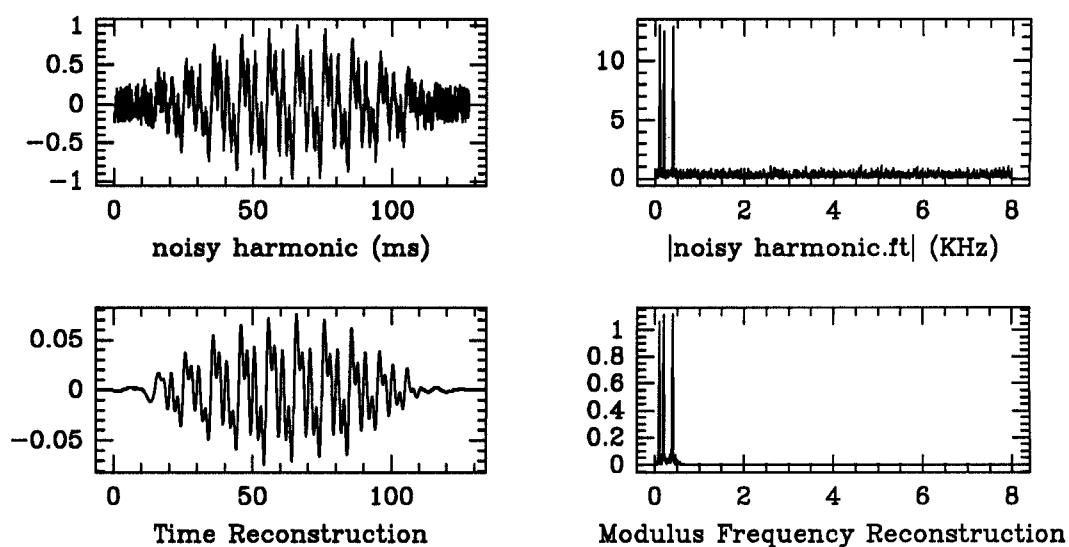 1
0.5
0
−0.5
−1
0 50 100
noisy harmonic (ms)
10
5
0
0 2 4 6 8
|noisy harmonic.ft| (KHz)
0.05
0
−0.05
0 50 100
Time Reconstruction
1
0.8
0.6
0.4
0.2
0
0 2 4 6 8
Modulus Frequency Reconstruction